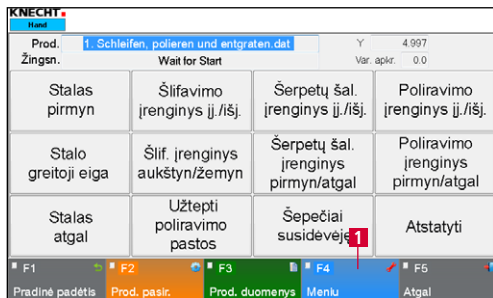 KNECHT
Hand
Prod. 1. Schleifen, polieren und entgraten.dat Y 4.997
Žingsn. Wait for Start Var. apkr. 0.0
Stalas pirmyn
Šlifavimo įrenginys įj./išj.
Šerpetų šal. įrenginys įj./išj.
Poliravimo įrenginys įj./išj.
Stalo greitoji eiga
Šlif. įrenginys aukštyn/žemyn
Šerpetų šal. įrenginys pirmyn/atgal
Poliravimo įrenginys pirmyn/atgal
Stalas atgal
Užtepti poliravimo pastos
Šepečiai susidėvėję
1
Atstatyti
F1 F2 F3 F4 F5
Pradinė padėtis Prod. pasir. Prod. duomenys Meniu Atgal